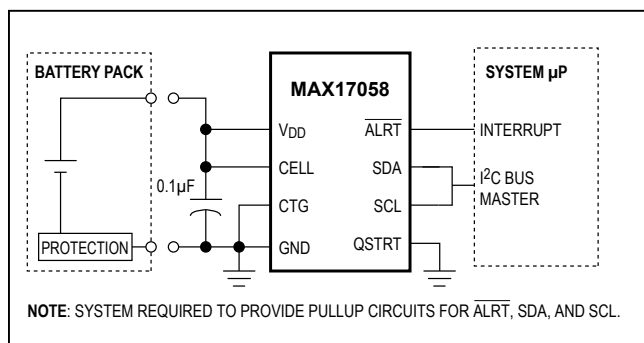 BATTERY PACK
PROTECTION
0.1µF
MAX17058
VDD
CELL
CTG
GND
ALRT
SDA
SCL
QSTRT
SYSTEM µP
INTERRUPT
I2C BUS
MASTER
NOTE: SYSTEM REQUIRED TO PROVIDE PULLUP CIRCUITS FOR ALRT, SDA, AND SCL.